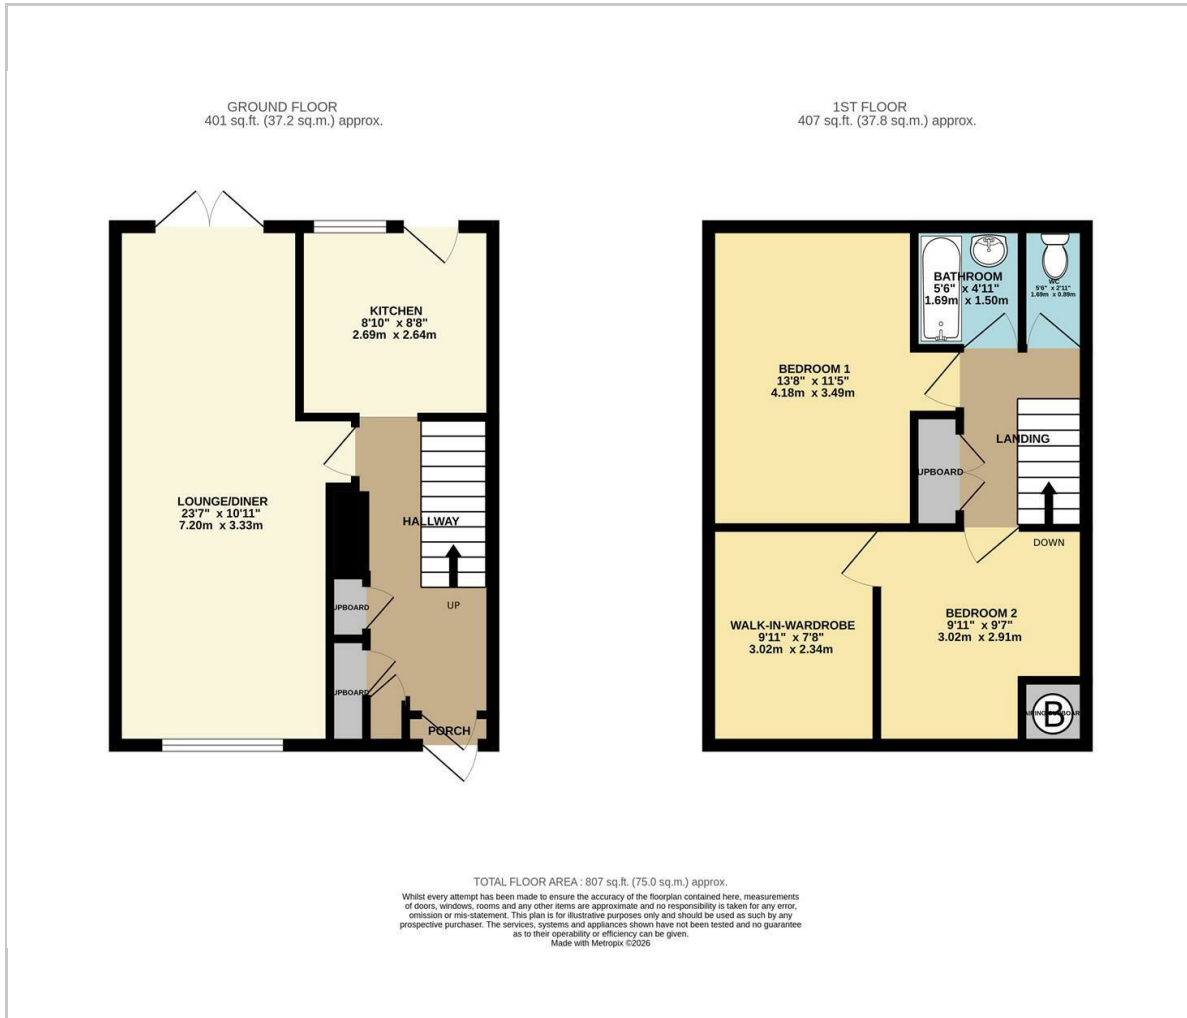 GROUND FLOOR
401 sq.ft. (37.2 sq.m.) approx.
KITCHEN
8'10" x 8'8"
2.69m x 2.64m
LOUNGE/DINER
23'7" x 10'11"
7.20m x 3.33m
HALLWAY
UP
UPBOARD
UPBOARD
PORCH
1ST FLOOR
407 sq.ft. (37.8 sq.m.) approx.
BATHROOM
5'6" x 4'11"
1.69m x 1.50m
WC
5'6" x 2'11"
1.69m x 0.89m
BEDROOM 1
13'8" x 11'5"
4.18m x 3.49m
LANDING
UPBOARD
DOWN
WALK-IN-WARDROBE
9'11" x 7'8"
3.02m x 2.34m
BEDROOM 2
9'11" x 9'7"
3.02m x 2.91m
B
TOTAL FLOOR AREA : 807 sq.ft. (75.0 sq.m.) approx.
Whilst every attempt has been made to ensure the accuracy of the floorplan contained here, measurements
of doors, windows, rooms and any other items are approximate and no responsibility is taken for any error,
omission or mis-statement. This plan is for illustrative purposes only and should be used as such by any
prospective purchaser. The services, systems and appliances shown have not been tested and no guarantee
as to their operability or efficiency can be given.
Made with Metropix ©2026